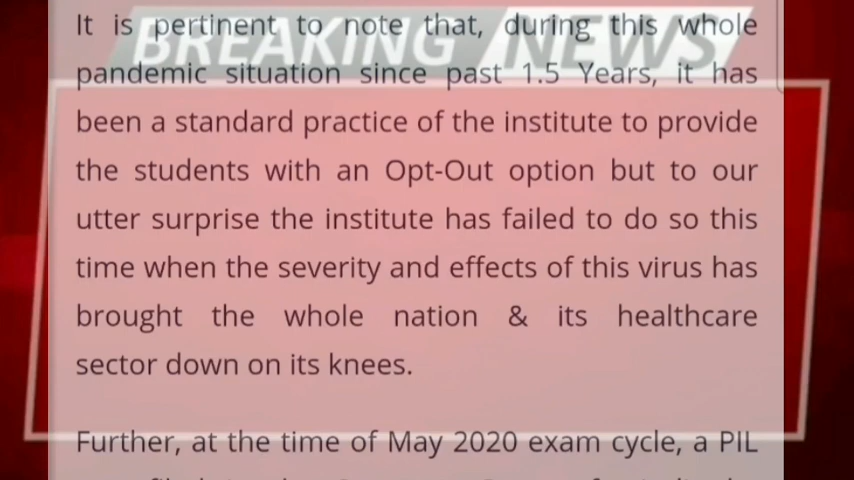 BREAKING NEWS
It is pertinent to note that, during this whole
pandemic situation since past 1.5 Years, it has
been a standard practice of the institute to provide
the students with an Opt-Out option but to our
utter surprise the institute has failed to do so this
time when the severity and effects of this virus has
brought the whole nation & its healthcare
sector down on its knees.
Further, at the time of May 2020 exam cycle, a PIL